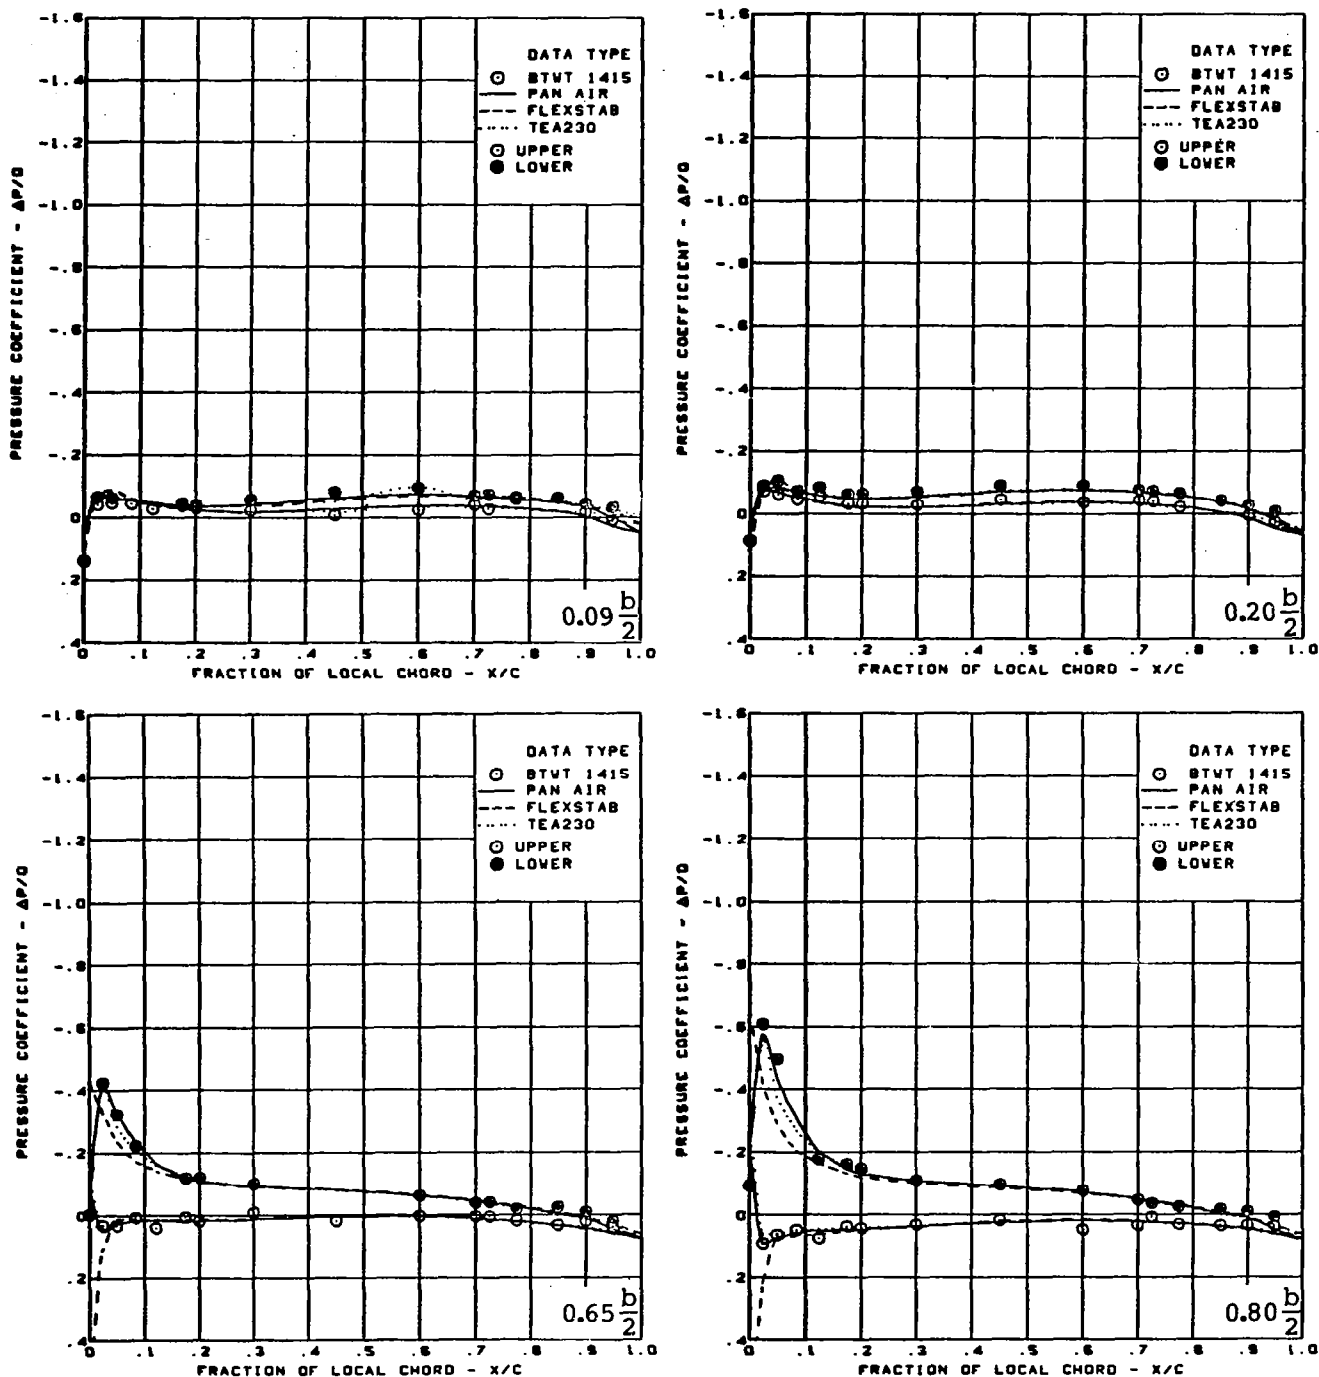 PRESSURE COEFFICIENT - ΔP/Q
-1.6
-1.4
-1.2
-1.0
-.8
-.6
-.4
-.2
0
.2
.4
DATA TYPE
BTWT 1415
PAN AIR
FLEXSTAB
TEA230
UPPER
LOWER
0.09 b/2
0 .1 .2 .3 .4 .5 .6 .7 .8 .9 1.0
FRACTION OF LOCAL CHORD - X/C
PRESSURE COEFFICIENT - ΔP/Q
-1.6
-1.4
-1.2
-1.0
-.8
-.6
-.4
-.2
0
.2
.4
DATA TYPE
BTWT 1415
PAN AIR
FLEXSTAB
TEA230
UPPER
LOWER
0.20 b/2
0 .1 .2 .3 .4 .5 .6 .7 .8 .9 1.0
FRACTION OF LOCAL CHORD - X/C
PRESSURE COEFFICIENT - ΔP/Q
-1.6
-1.4
-1.2
-1.0
-.8
-.6
-.4
-.2
0
.2
.4
DATA TYPE
BTWT 1415
PAN AIR
FLEXSTAB
TEA230
UPPER
LOWER
0.65 b/2
0 .1 .2 .3 .4 .5 .6 .7 .8 .9 1.0
FRACTION OF LOCAL CHORD - X/C
PRESSURE COEFFICIENT - ΔP/Q
-1.6
-1.4
-1.2
-1.0
-.8
-.6
-.4
-.2
0
.2
.4
DATA TYPE
BTWT 1415
PAN AIR
FLEXSTAB
TEA230
UPPER
LOWER
0.80 b/2
0 .1 .2 .3 .4 .5 .6 .7 .8 .9 1.0
FRACTION OF LOCAL CHORD - X/C